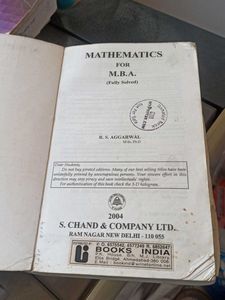 MATHEMATICS
FOR
M.B.A.
(Fully Solved)
R. S. AGGARWAL
M.Sc. Ph.D
Dear Students,
Do not buy pirated editions. Many of our best selling titles have been
unlawfully printed by unscrupulous persons. Your sincere effort in this
direction may stop piracy and save intellectuals' rights.
For authentication of this book check the 3-D hologram.
2004
S. CHAND & COMPANY LTD.
RAM NAGAR NEW DELHI - 110 055
BOOKS INDIA